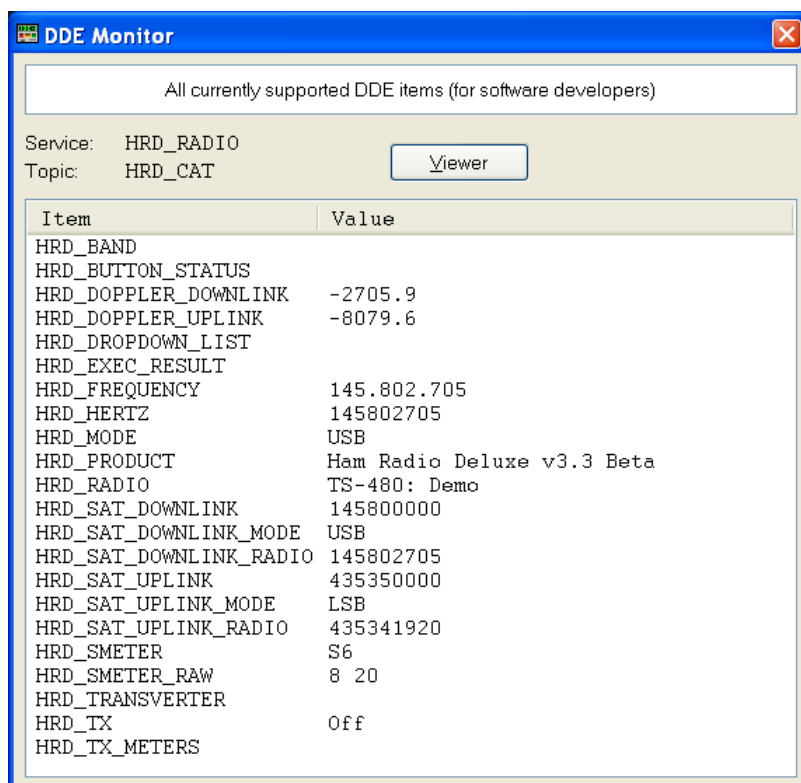 DDE Monitor
All currently supported DDE items (for software developers)
Service: HRD_RADIO
Topic: HRD_CAT
Viewer
Item Value
HRD_BAND
HRD_BUTTON_STATUS
HRD_DOPPLER_DOWNLINK -2705.9
HRD_DOPPLER_UPLINK -8079.6
HRD_DROPDOWN_LIST
HRD_EXEC_RESULT
HRD_FREQUENCY 145.802.705
HRD_HERTZ 145802705
HRD_MODE USB
HRD_PRODUCT Ham Radio Deluxe v3.3 Beta
HRD_RADIO TS-480: Demo
HRD_SAT_DOWNLINK 145800000
HRD_SAT_DOWNLINK_MODE USB
HRD_SAT_DOWNLINK_RADIO 145802705
HRD_SAT_UPLINK 435350000
HRD_SAT_UPLINK_MODE LSB
HRD_SAT_UPLINK_RADIO 435341920
HRD_SMETER S6
HRD_SMETER_RAW 8 20
HRD_TRANSVERTER
HRD_TX Off
HRD_TX_METERS